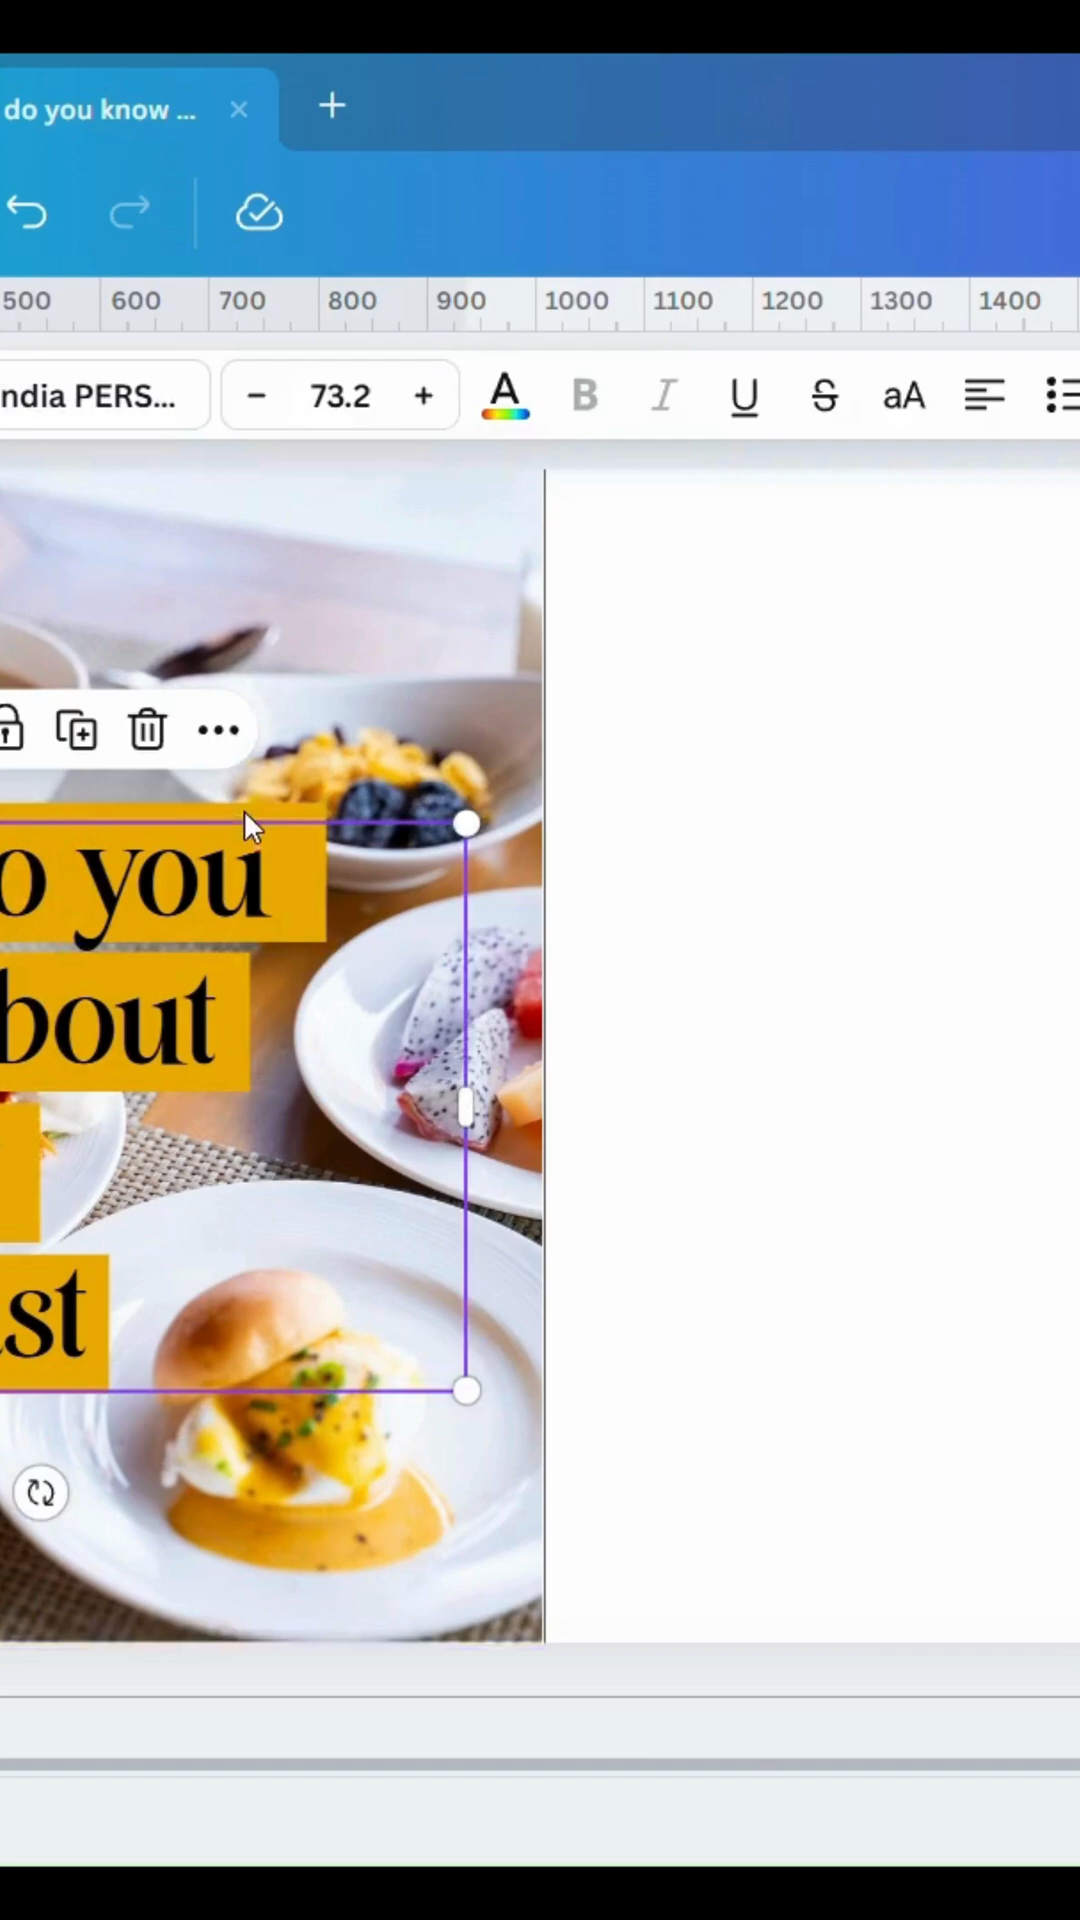 do you know ...
500 600 700 800 900 1000 1100 1200 1300 1400
ndia PERS... − 73.2 + A B I U S aA
o you
bout
ast